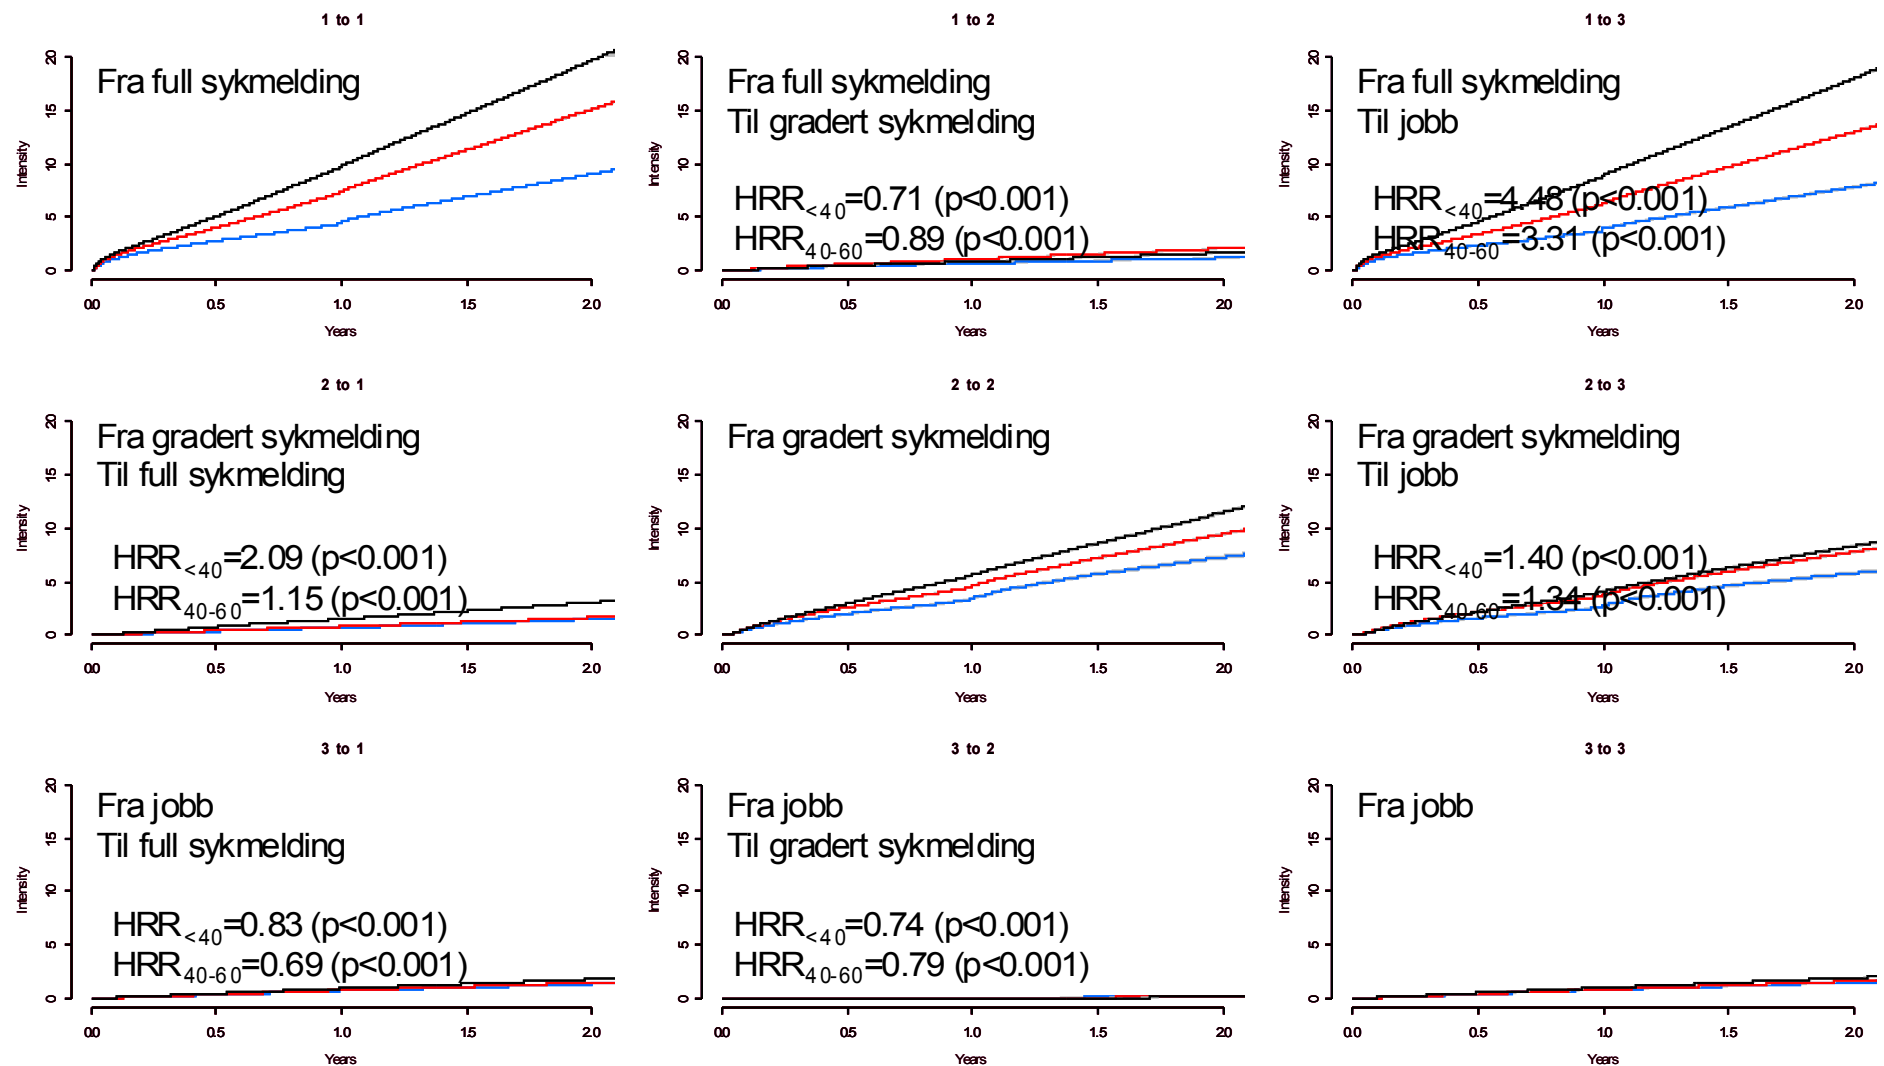 1 to 1
20
15
10
5
0
Intensity
Fra full sykmelding
0.0 0.5 1.0 1.5 2.0
Years
1 to 2
20
15
10
5
0
Intensity
Fra full sykmelding
Til gradert sykmelding
HRR<40=0.71 (p<0.001)
HRR40-60=0.89 (p<0.001)
0.0 0.5 1.0 1.5 2.0
Years
1 to 3
20
15
10
5
0
Intensity
Fra full sykmelding
Til jobb
HRR<40=4.48 (p<0.001)
HRR40-60=3.31 (p<0.001)
0.0 0.5 1.0 1.5 2.0
Years
2 to 1
20
15
10
5
0
Intensity
Fra gradert sykmelding
Til full sykmelding
HRR<40=2.09 (p<0.001)
HRR40-60=1.15 (p<0.001)
0.0 0.5 1.0 1.5 2.0
Years
2 to 2
20
15
10
5
0
Intensity
Fra gradert sykmelding
0.0 0.5 1.0 1.5 2.0
Years
2 to 3
20
15
10
5
0
Intensity
Fra gradert sykmelding
Til jobb
HRR<40=1.40 (p<0.001)
HRR40-60=1.34 (p<0.001)
0.0 0.5 1.0 1.5 2.0
Years
3 to 1
20
15
10
5
0
Intensity
Fra jobb
Til full sykmelding
HRR<40=0.83 (p<0.001)
HRR40-60=0.69 (p<0.001)
0.0 0.5 1.0 1.5 2.0
Years
3 to 2
20
15
10
5
0
Intensity
Fra jobb
Til gradert sykmelding
HRR<40=0.74 (p<0.001)
HRR40-60=0.79 (p<0.001)
0.0 0.5 1.0 1.5 2.0
Years
3 to 3
20
15
10
5
0
Intensity
Fra jobb
0.0 0.5 1.0 1.5 2.0
Years